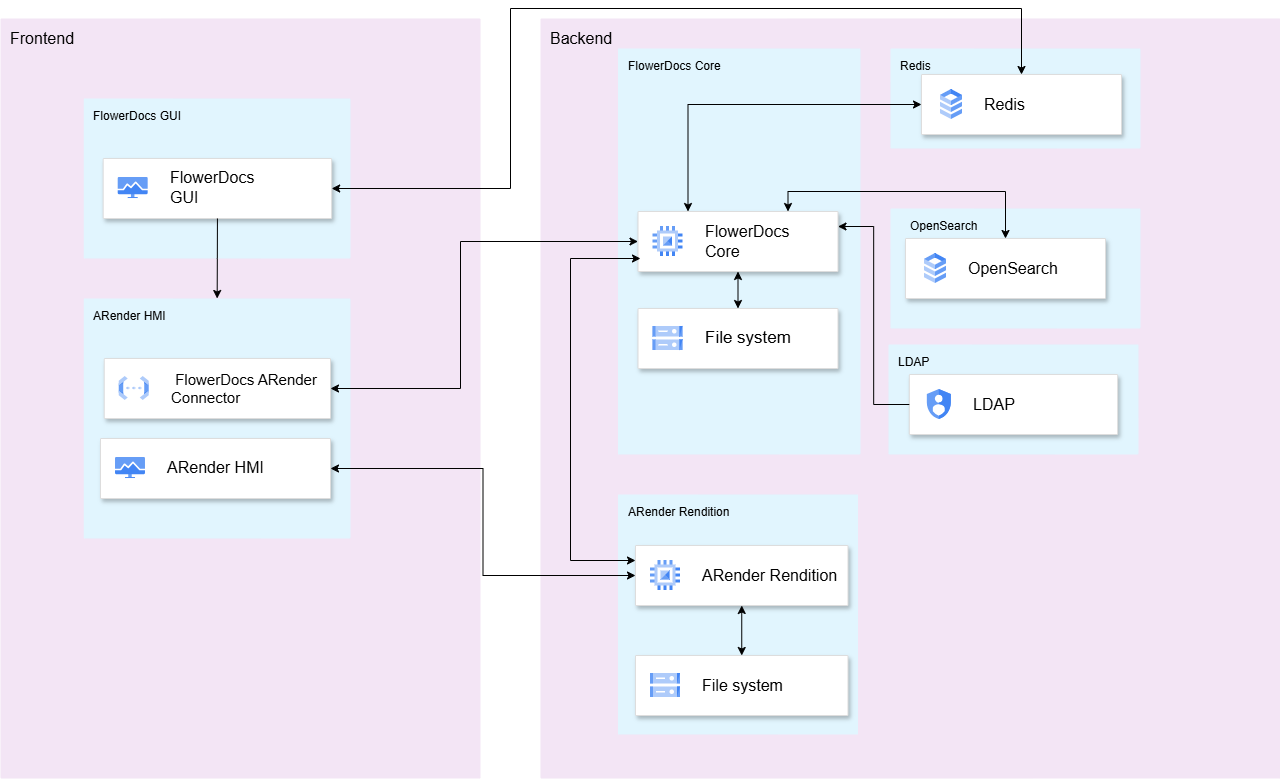 Frontend
FlowerDocs GUI
FlowerDocs
GUI
ARender HMI
FlowerDocs ARender
Connector
ARender HMI
Backend
FlowerDocs Core
FlowerDocs
Core
File system
Redis
Redis
OpenSearch
OpenSearch
LDAP
LDAP
ARender Rendition
ARender Rendition
File system